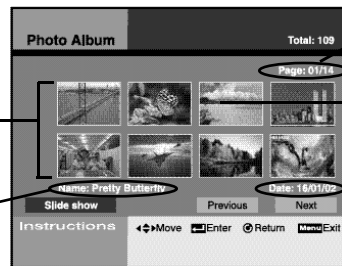 Photo Album Total: 109
Page: 01/14
Name: Pretty Butterfly Date: 16/01/02
Slide show Previous Next
Instructions Move Enter Return Menu Exit